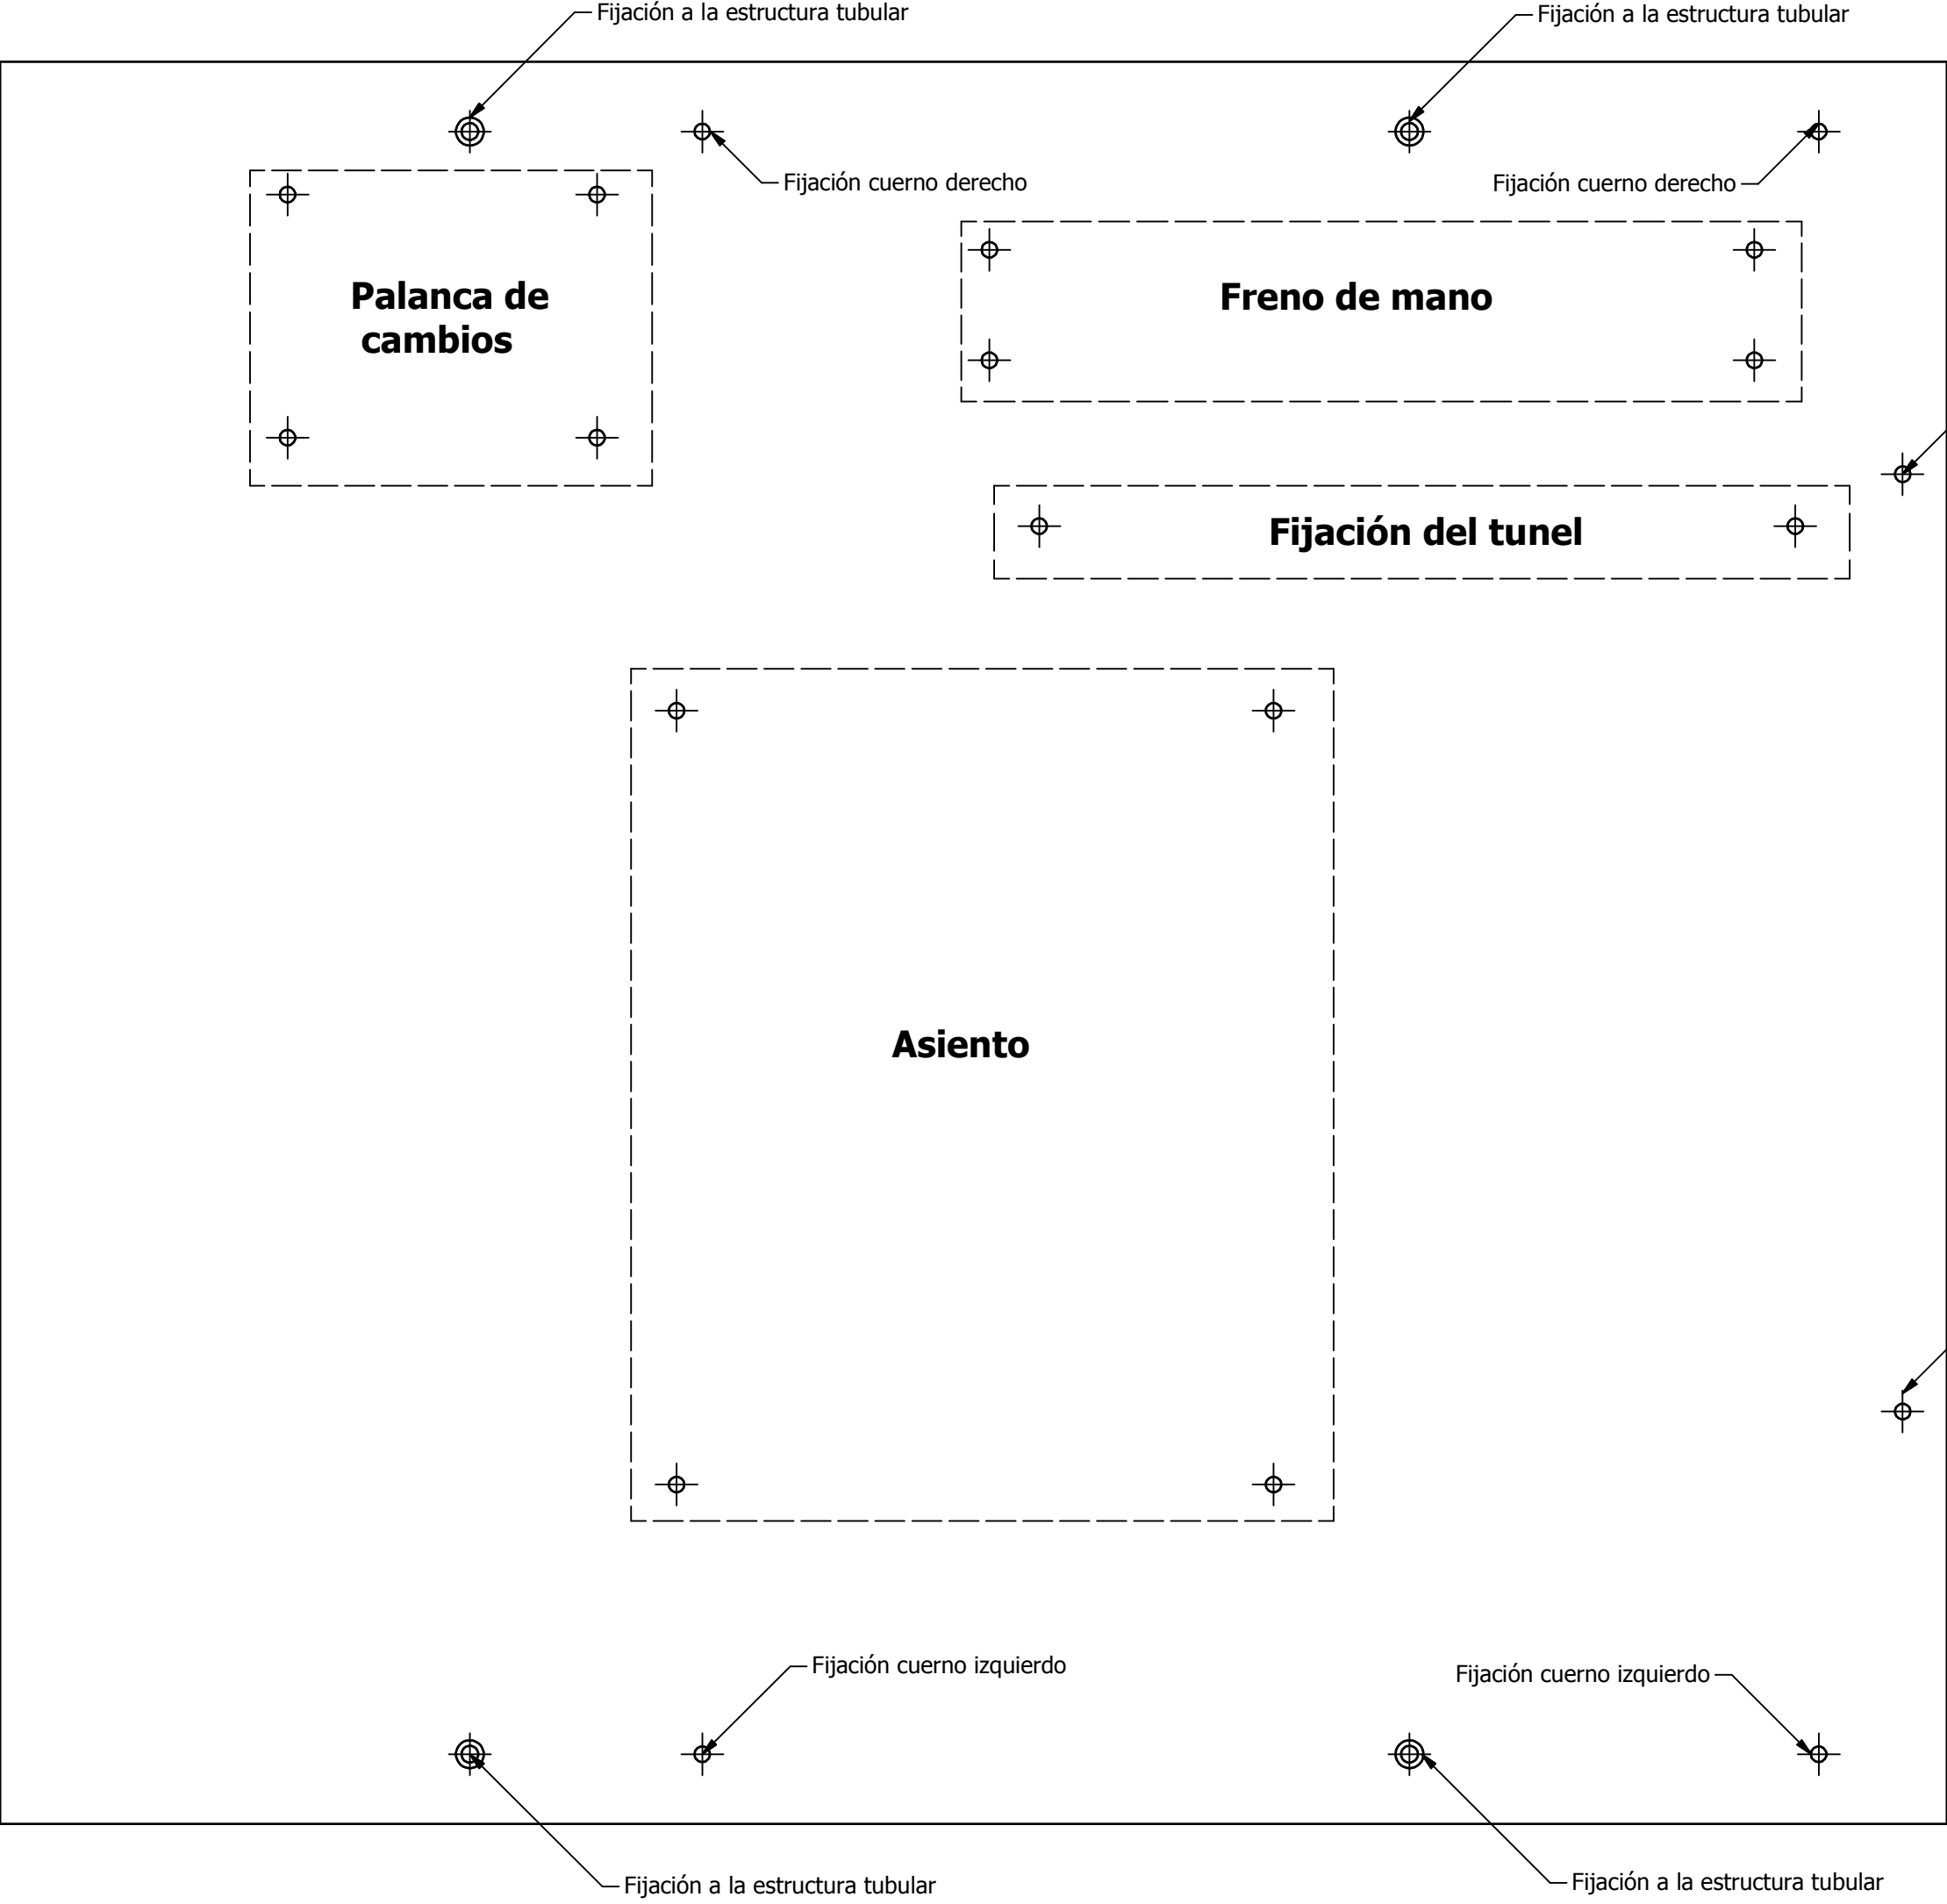 Fijación a la estructura tubular
Fijación a la estructura tubular
Fijación cuerno derecho
Fijación cuerno derecho
Palanca de
cambios
Freno de mano
Fijación del tunel
Asiento
Fijación cuerno izquierdo
Fijación cuerno izquierdo
Fijación a la estructura tubular
Fijación a la estructura tubular